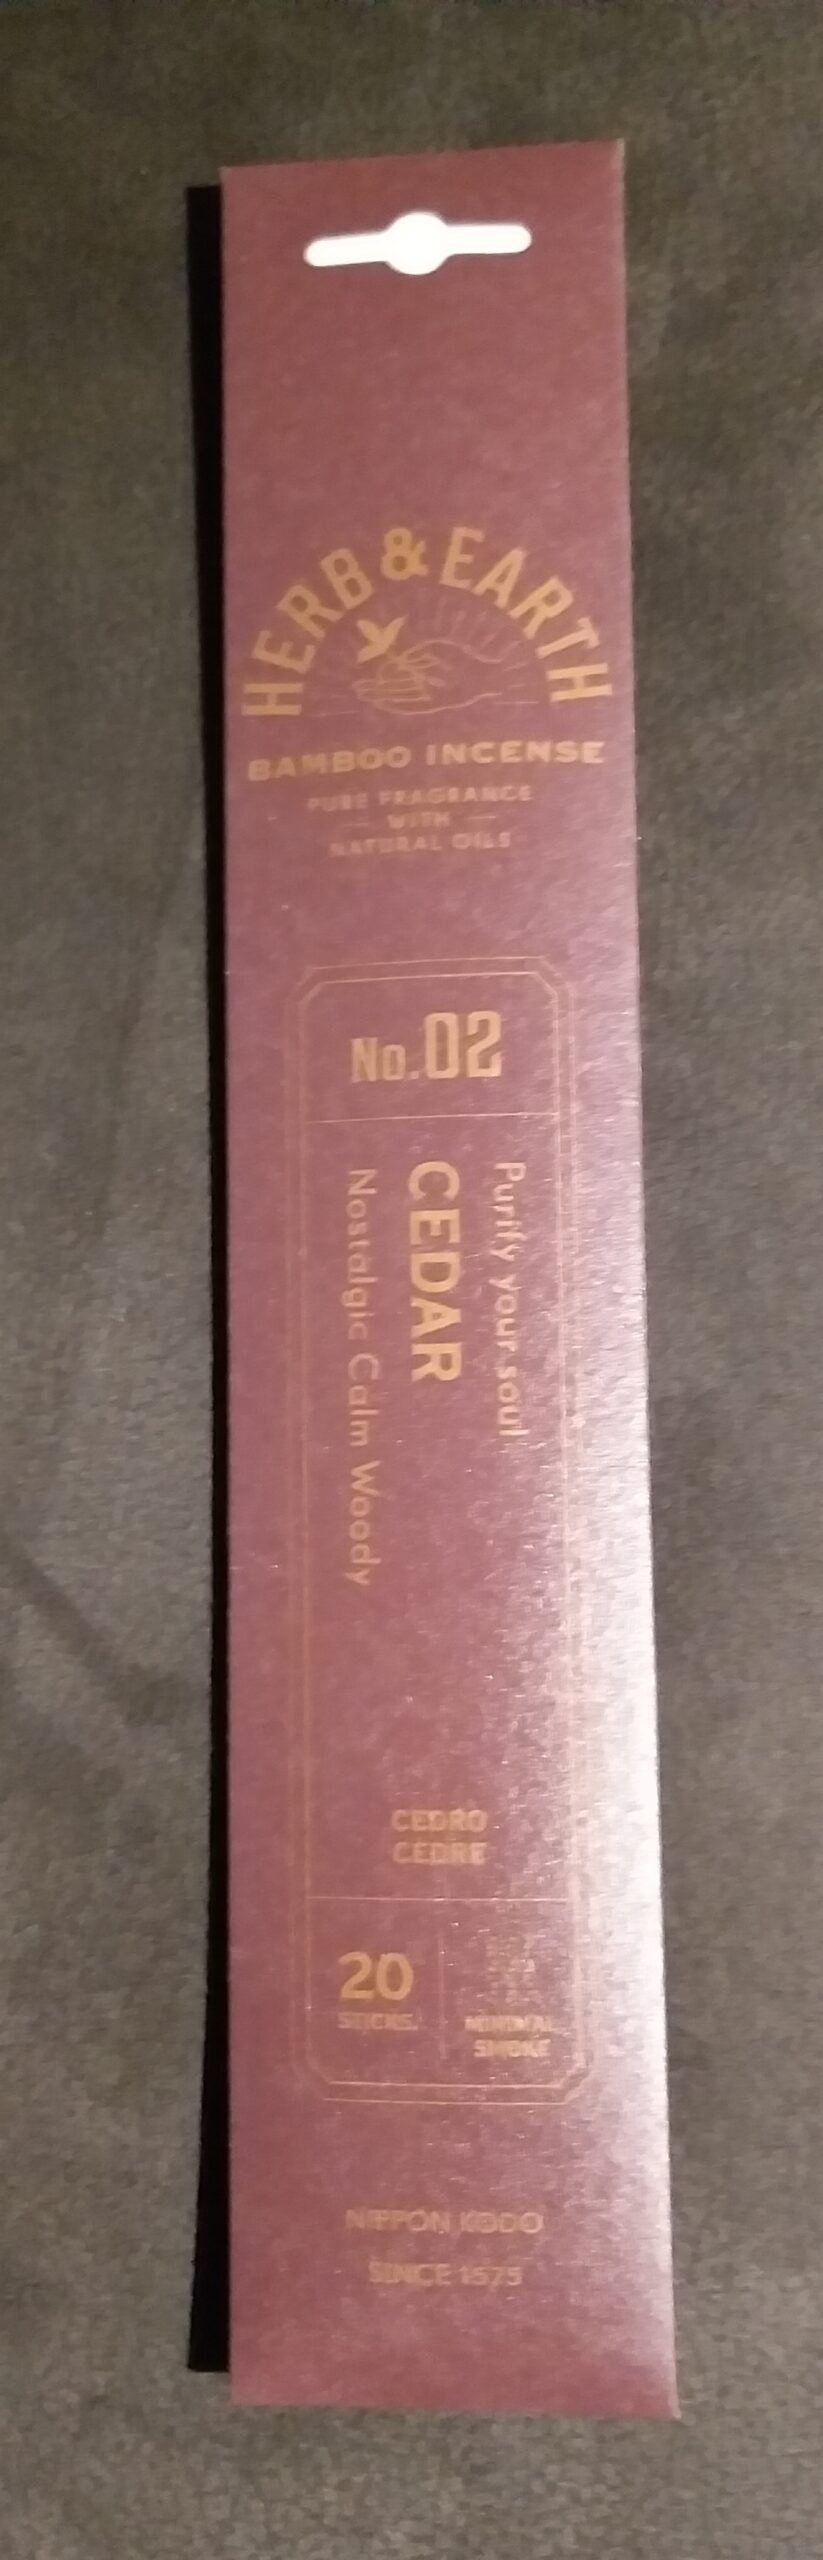 HERB & EARTH
BAMBOO INCENSE
PURE FRAGRANCE
WITH
NATURAL OILS
No.02
Purify your soul
CEDAR
Nostalgic Calm Woody
CEDRO
CÈDRE
20
STICKS
MINIMAL
SMOKE
NIPPON KODO
SINCE 1575